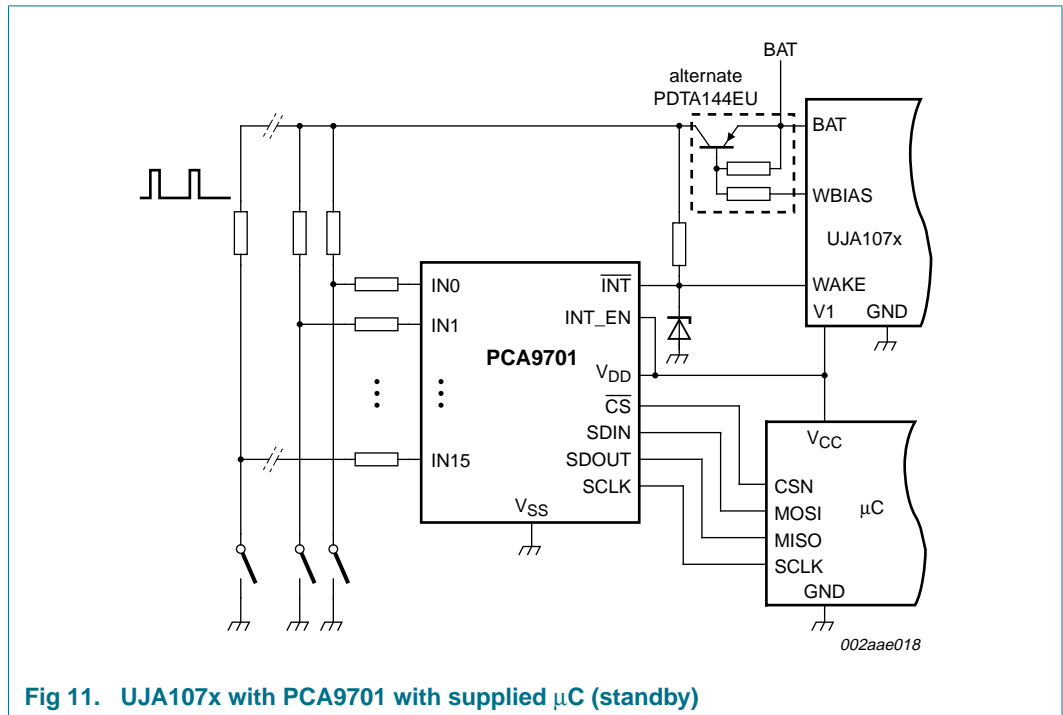 BAT
alternate
PDTA144EU
BAT
WBIAS
UJA107x
WAKE
V1
GND
IN0
IN1
IN15
PCA9701
INT
INT_EN
VDD
CS
SDIN
SDOUT
SCLK
VSS
VCC
CSN
MOSI
μC
MISO
SCLK
GND
002aae018
Fig 11. UJA107x with PCA9701 with supplied μC (standby)